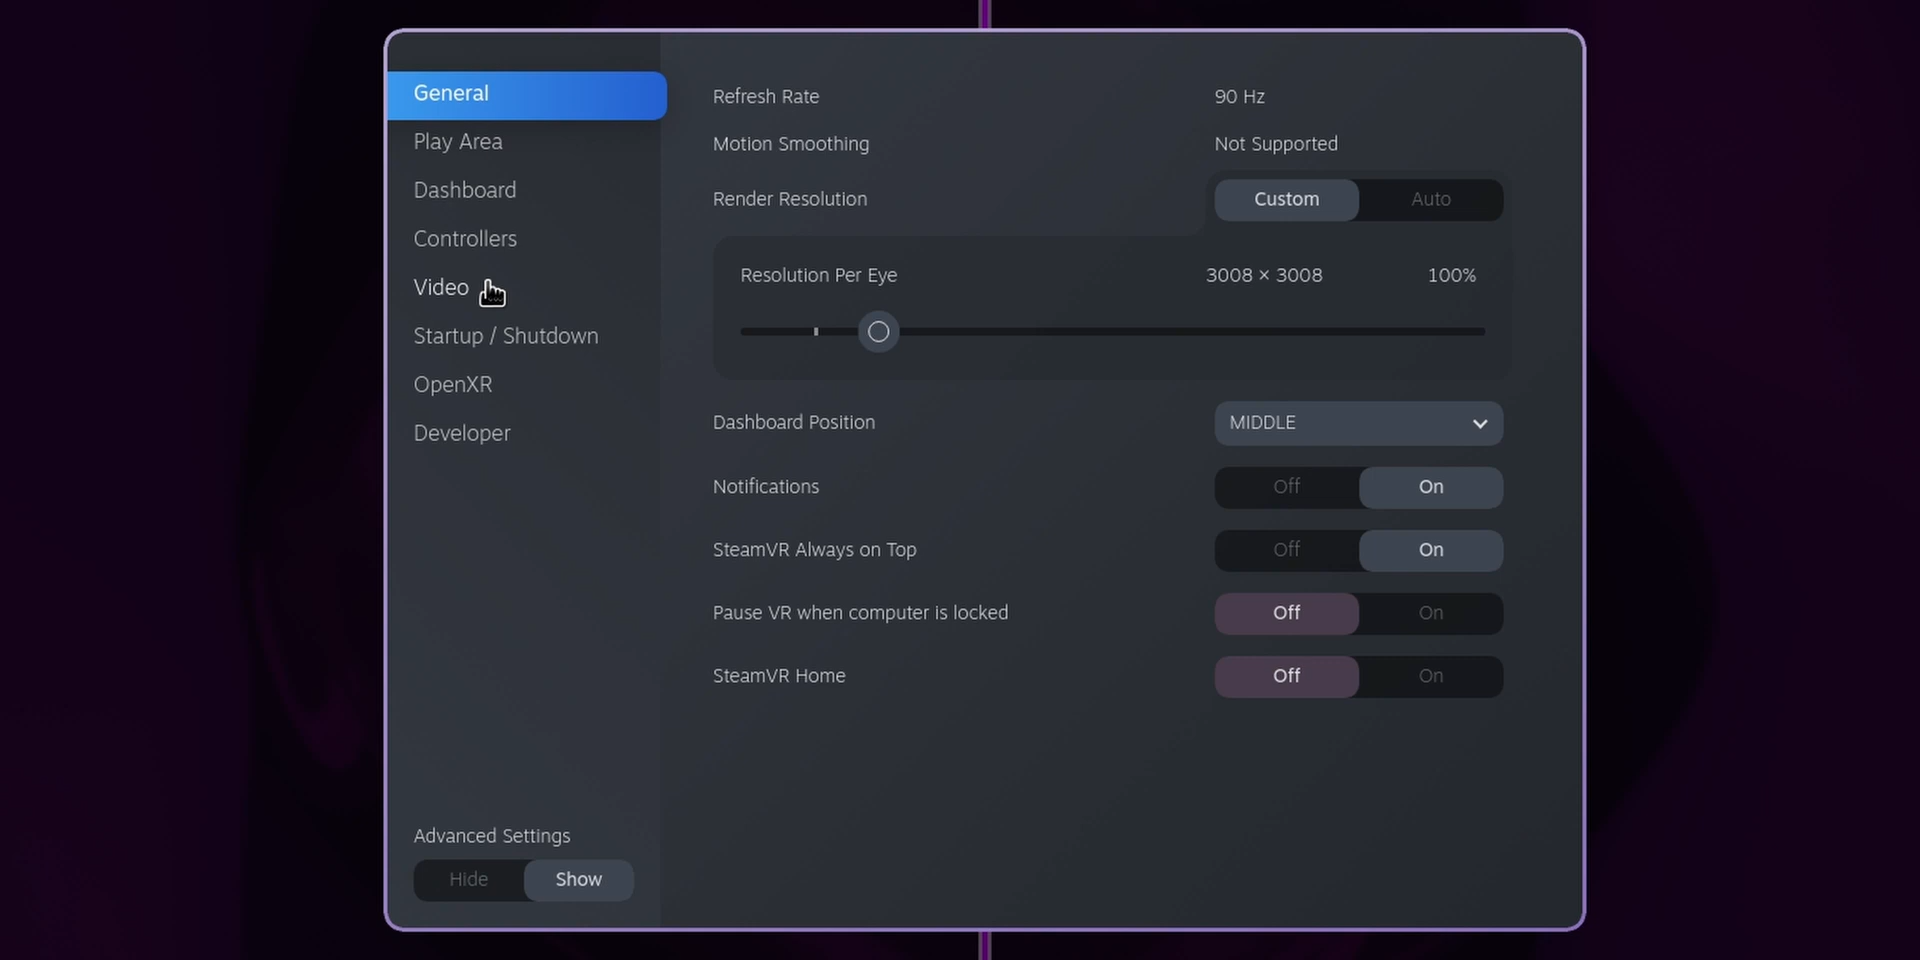 General
Play Area
Dashboard
Controllers
Video
Startup / Shutdown
OpenXR
Developer
Advanced Settings
Hide Show
Refresh Rate 90 Hz
Motion Smoothing Not Supported
Render Resolution Custom Auto
Resolution Per Eye 3008 × 3008 100%
Dashboard Position MIDDLE
Notifications Off On
SteamVR Always on Top Off On
Pause VR when computer is locked Off On
SteamVR Home Off On